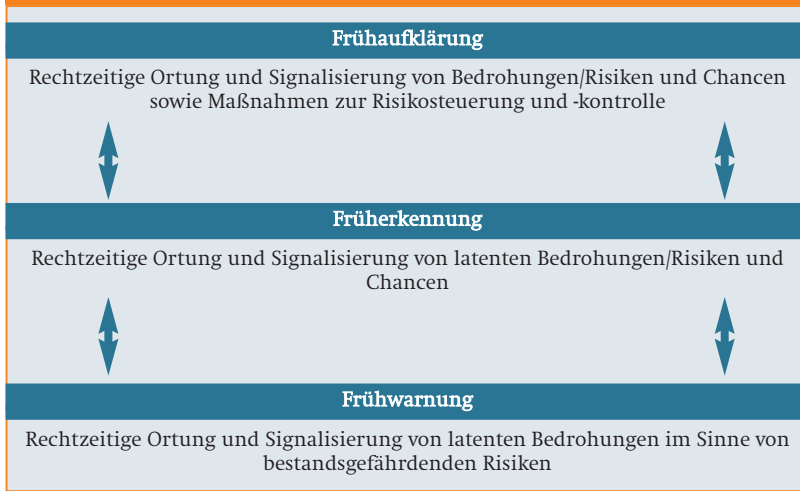 Frühaufklärung
Rechtzeitige Ortung und Signalisierung von Bedrohungen/Risiken und Chancen
sowie Maßnahmen zur Risikosteuerung und -kontrolle
Früherkennung
Rechtzeitige Ortung und Signalisierung von latenten Bedrohungen/Risiken und
Chancen
Frühwarnung
Rechtzeitige Ortung und Signalisierung von latenten Bedrohungen im Sinne von
bestandsgefährdenden Risiken